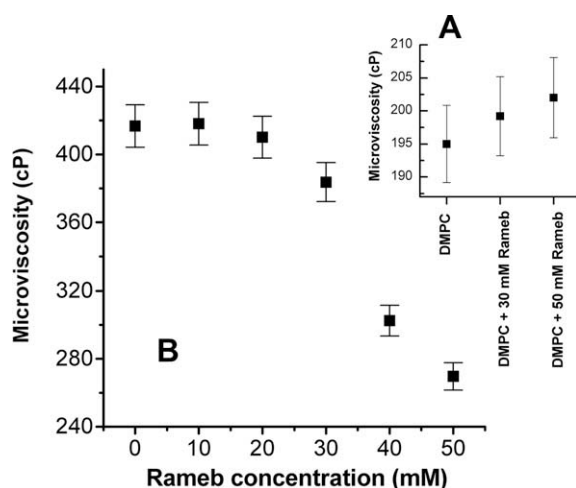 A
210
205
200
195
190
Microviscosity (cP)
DMPC
DMPC + 30 mM Rameb
DMPC + 50 mM Rameb
440
400
360
320
280
240
Microviscosity (cP)
B
0 10 20 30 40 50
Rameb concentration (mM)